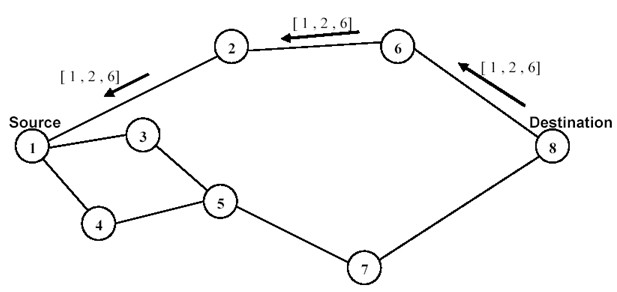 [ 1 , 2 , 6 ]
2
6
[ 1 , 2 , 6 ]
[ 1 , 2 , 6 ]
Source
Destination
1
3
8
4
5
7